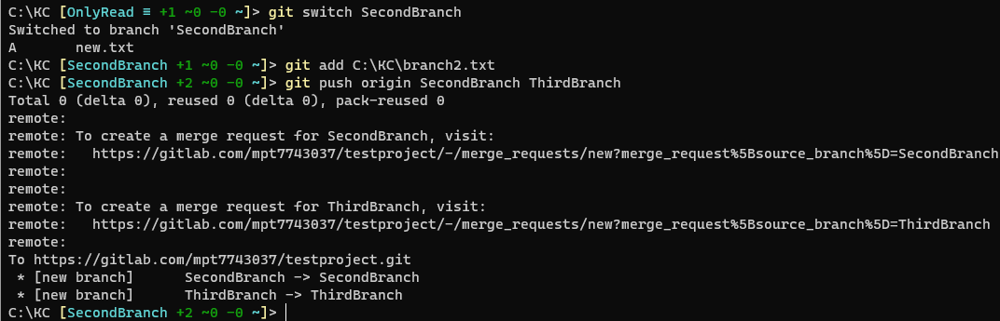 C:\KC [OnlyRead ≡ +1 ~0 -0 ~]> git switch SecondBranch
Switched to branch 'SecondBranch'
A       new.txt
C:\KC [SecondBranch +1 ~0 -0 ~]> git add C:\KC\branch2.txt
C:\KC [SecondBranch +2 ~0 -0 ~]> git push origin SecondBranch ThirdBranch
Total 0 (delta 0), reused 0 (delta 0), pack-reused 0
remote:
remote: To create a merge request for SecondBranch, visit:
remote:   https://gitlab.com/mpt7743037/testproject/-/merge_requests/new?merge_request%5Bsource_branch%5D=SecondBranch
remote:
remote:
remote: To create a merge request for ThirdBranch, visit:
remote:   https://gitlab.com/mpt7743037/testproject/-/merge_requests/new?merge_request%5Bsource_branch%5D=ThirdBranch
remote:
To https://gitlab.com/mpt7743037/testproject.git
 * [new branch]      SecondBranch -> SecondBranch
 * [new branch]      ThirdBranch -> ThirdBranch
C:\KC [SecondBranch +2 ~0 -0 ~]>